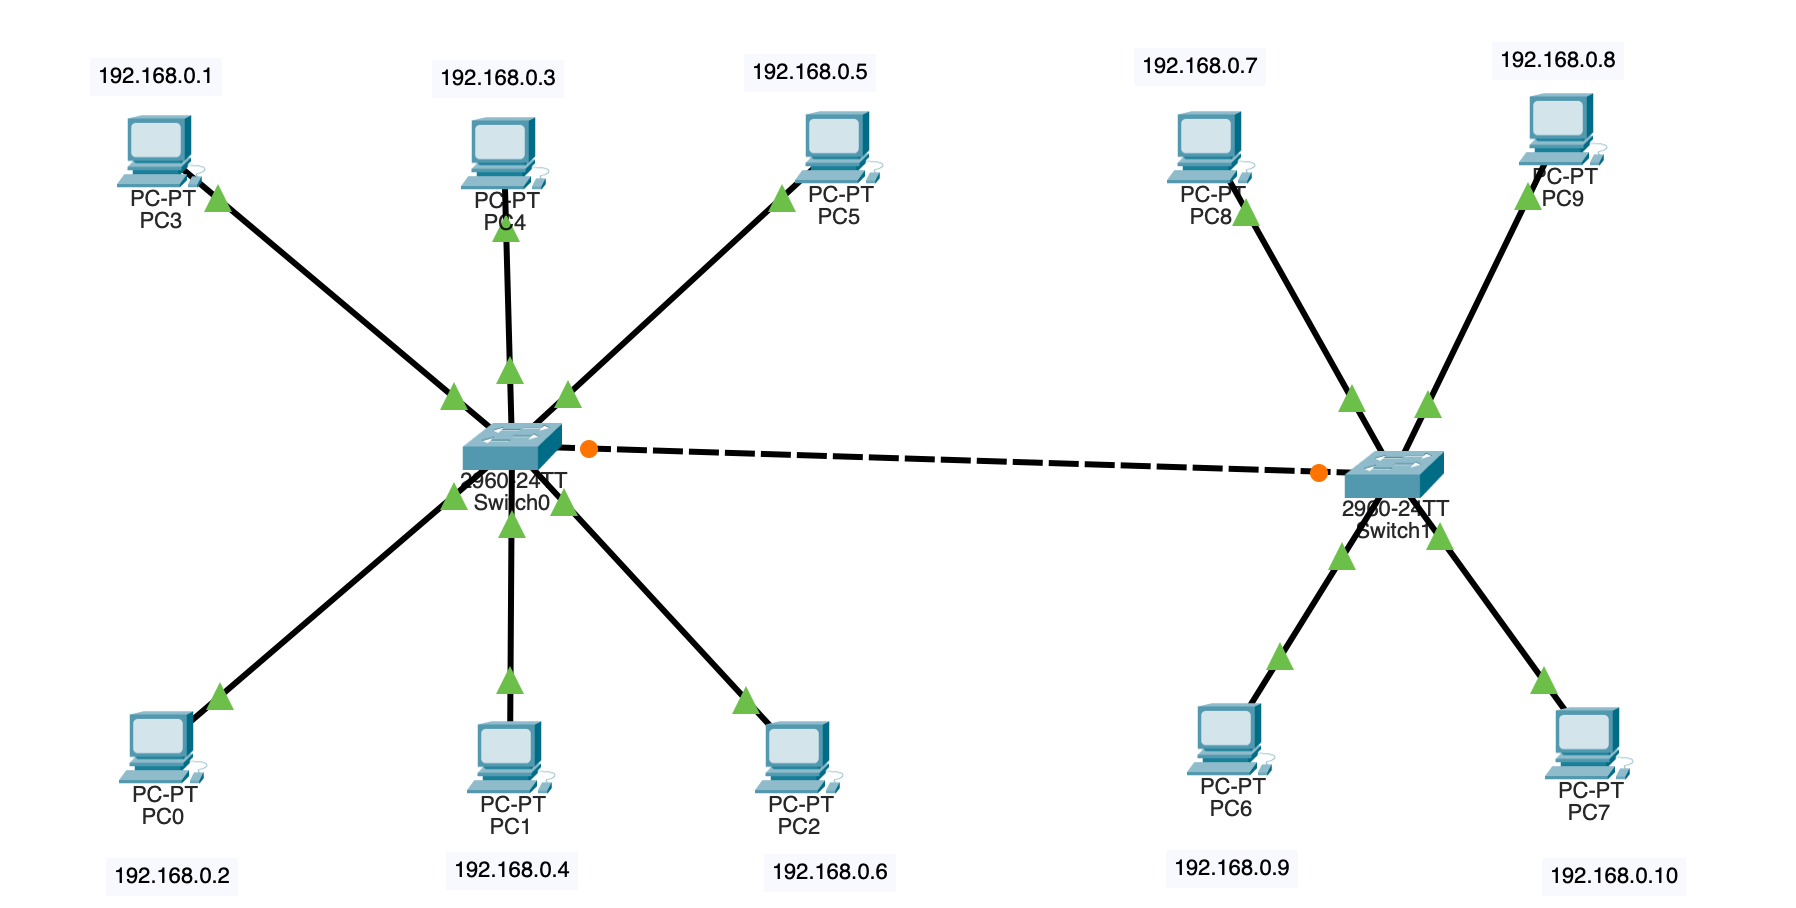 192.168.0.1
192.168.0.3
192.168.0.5
192.168.0.7
192.168.0.8
PC-PT
PC3
PC-PT
PC4
PC-PT
PC5
PC-PT
PC8
PC-PT
PC9
2960-24TT
Switch0
2960-24TT
Switch1
PC-PT
PC0
PC-PT
PC1
PC-PT
PC2
PC-PT
PC6
PC-PT
PC7
192.168.0.2
192.168.0.4
192.168.0.6
192.168.0.9
192.168.0.10